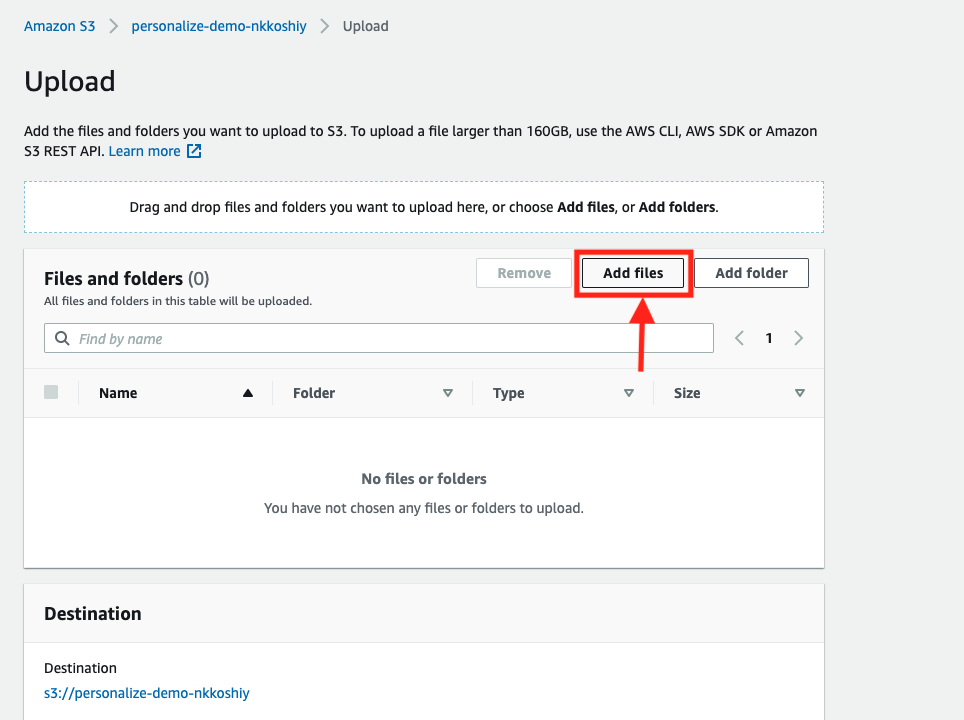 Amazon S3 > personalize-demo-nkkoshiy > Upload
Upload
Add the files and folders you want to upload to S3. To upload a file larger than 160GB, use the AWS CLI, AWS SDK or Amazon
S3 REST API. Learn more
Drag and drop files and folders you want to upload here, or choose Add files, or Add folders.
Files and folders (0)
Remove Add files Add folder
All files and folders in this table will be uploaded.
Find by name < 1 >
Name Folder Type Size
No files or folders
You have not chosen any files or folders to upload.
Destination
Destination
s3://personalize-demo-nkkoshiy